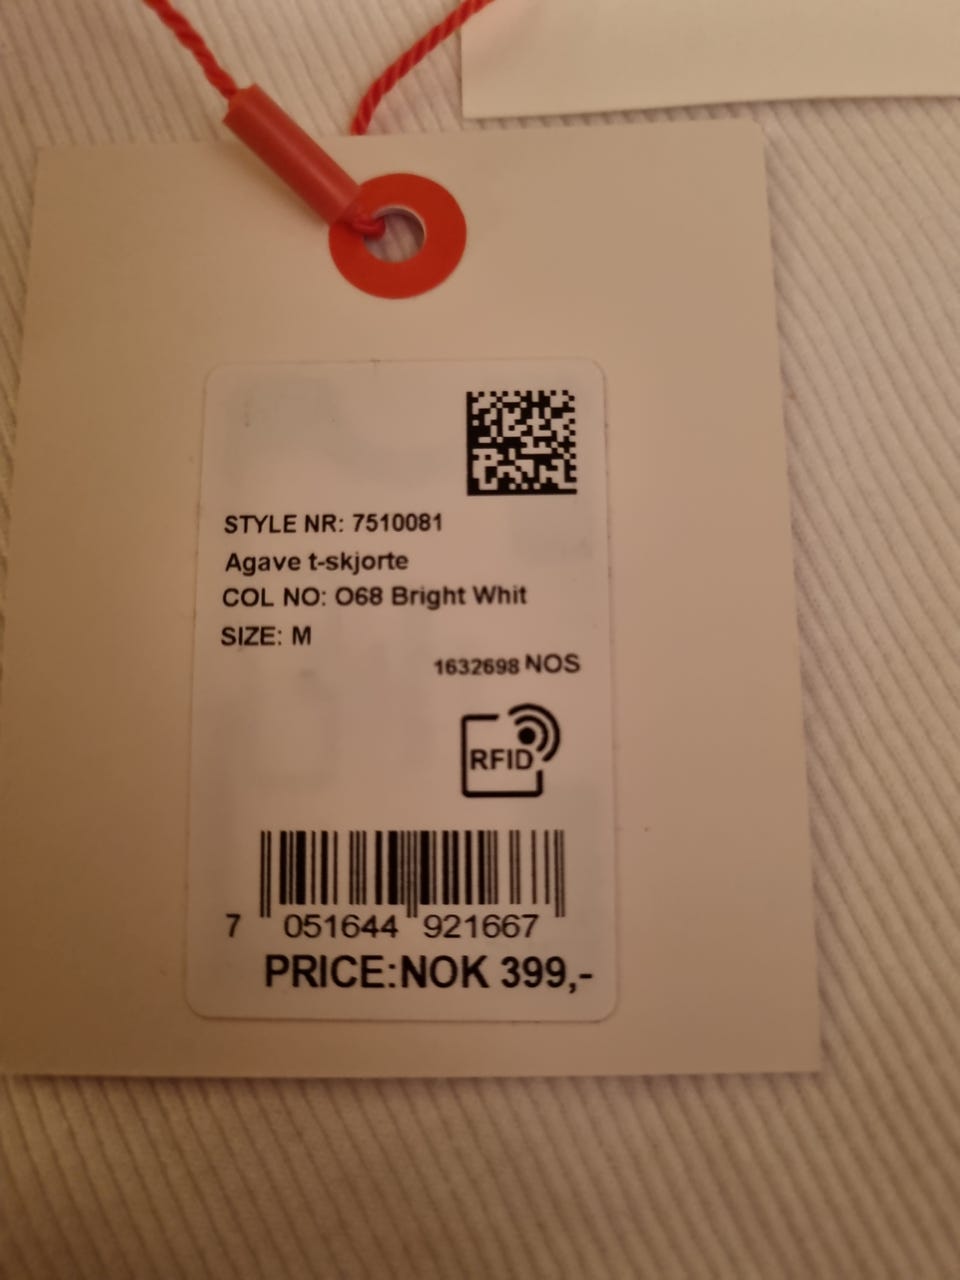 STYLE NR: 7510081
Agave t-skjorte
COL NO: O68 Bright Whit
SIZE: M
1632698 NOS
RFID
7 051644 921667
PRICE:NOK 399,-